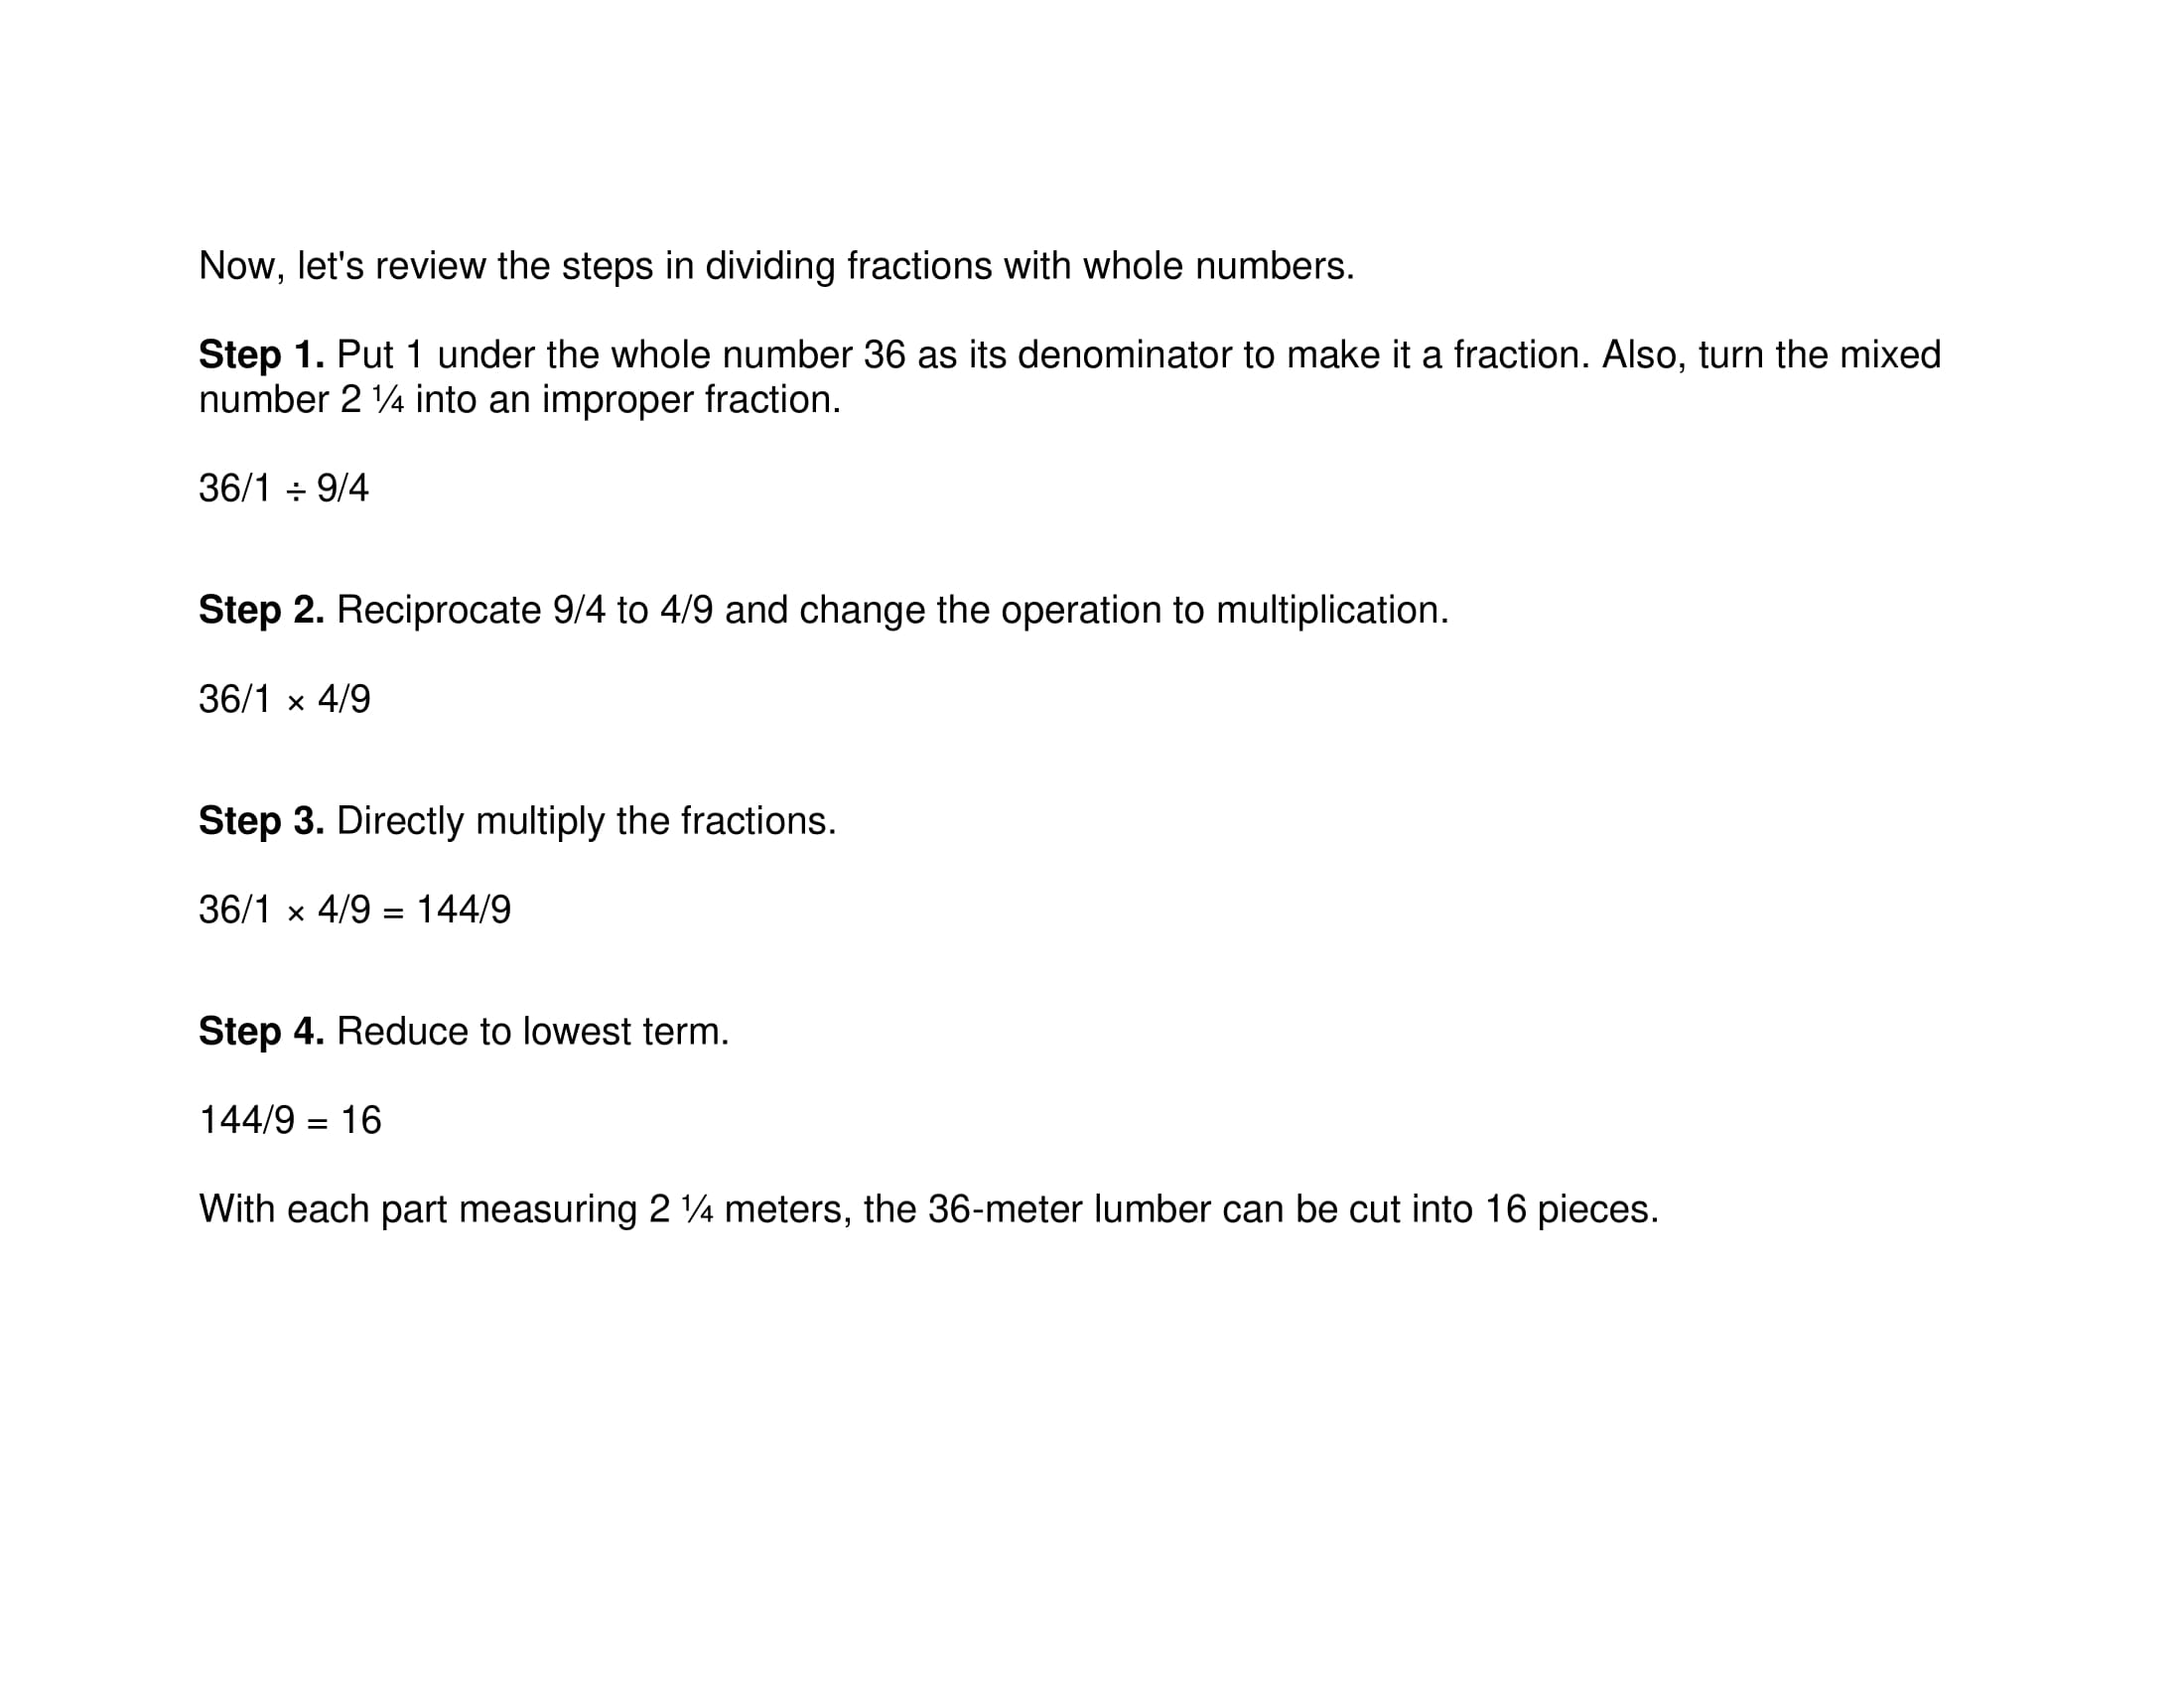 Now, let's review the steps in dividing fractions with whole numbers.
Step 1. Put 1 under the whole number 36 as its denominator to make it a fraction. Also, turn the mixed
number 2 ¼ into an improper fraction.
36/1 ÷ 9/4
Step 2. Reciprocate 9/4 to 4/9 and change the operation to multiplication.
36/1 × 4/9
Step 3. Directly multiply the fractions.
36/1 × 4/9 = 144/9
Step 4. Reduce to lowest term.
144/9 = 16
With each part measuring 2 ¼ meters, the 36-meter lumber can be cut into 16 pieces.